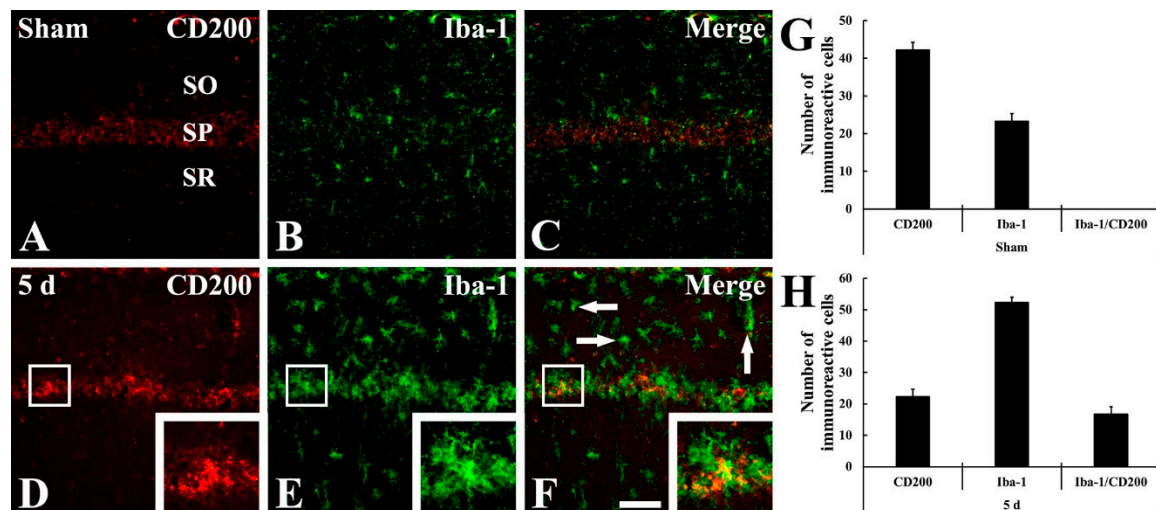 Sham CD200
SO
SP
SR
A
Iba-1
B
Merge
C
5 d CD200
D
Iba-1
E
Merge
F
G
Number of
immunoreactive cells
50
40
30
20
10
0
CD200 Iba-1 Iba-1/CD200
Sham
H
Number of
immunoreactive cells
60
50
40
30
20
10
0
CD200 Iba-1 Iba-1/CD200
5 d